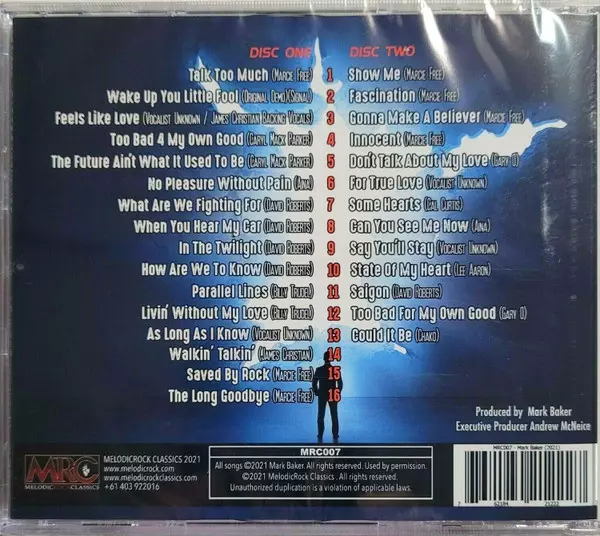 DISC ONE
Talk Too Much (Marcie Free) 1
Wake Up You Little Fool (Original Demo)(Signal) 2
Feels Like Love (Vocalist Unknown / James Christian Backing Vocals) 3
Too Bad 4 My Own Good (Caryl Mack Parker) 4
The Future Ain't What It Used To Be (Caryl Mack Parker) 5
No Pleasure Without Pain (Aina) 6
What Are We Fighting For (David Roberts) 7
When You Hear My Car (David Roberts) 8
In The Twilight (David Roberts) 9
How Are We To Know (David Roberts) 10
Parallel Lines (Billy Trudel) 11
Livin' Without My Love (Billy Trudel) 12
As Long As I Know (Vocalist Unknown) 13
Walkin' Talkin' (James Christian) 14
Saved By Rock (Marcie Free) 15
The Long Goodbye (Marcie Free) 16
DISC TWO
Show Me (Marcie Free)
Fascination (Marcie Free)
Gonna Make A Believer (Marcie Free)
Innocent (Marcie Free)
Don't Talk About My Love (Gary O)
For True Love (Vocalist Unknown)
Some Hearts (Cal Curtis)
Can You See Me Now (Aina)
Say You'll Stay (Vocalist Unknown)
State Of My Heart (Lee Aaron)
Saigon (David Roberts)
Too Bad For My Own Good (Gary O)
Could It Be (Chako)
Produced by Mark Baker
Executive Producer Andrew McNeice
MRC
MELODICROCK CLASSICS
MELODICROCK CLASSICS 2021
www.melodicrock.com
www.melodicrockclassics.com
+61 403 922016
MRC007
All songs ©2021 Mark Baker. All rights reserved. Used by permission.
©2021 MelodicRock Classics . All rights reserved.
Unauthorized duplication is a violation of applicable laws.
MRC007 - Mark Baker (2021)
7 62184 21222